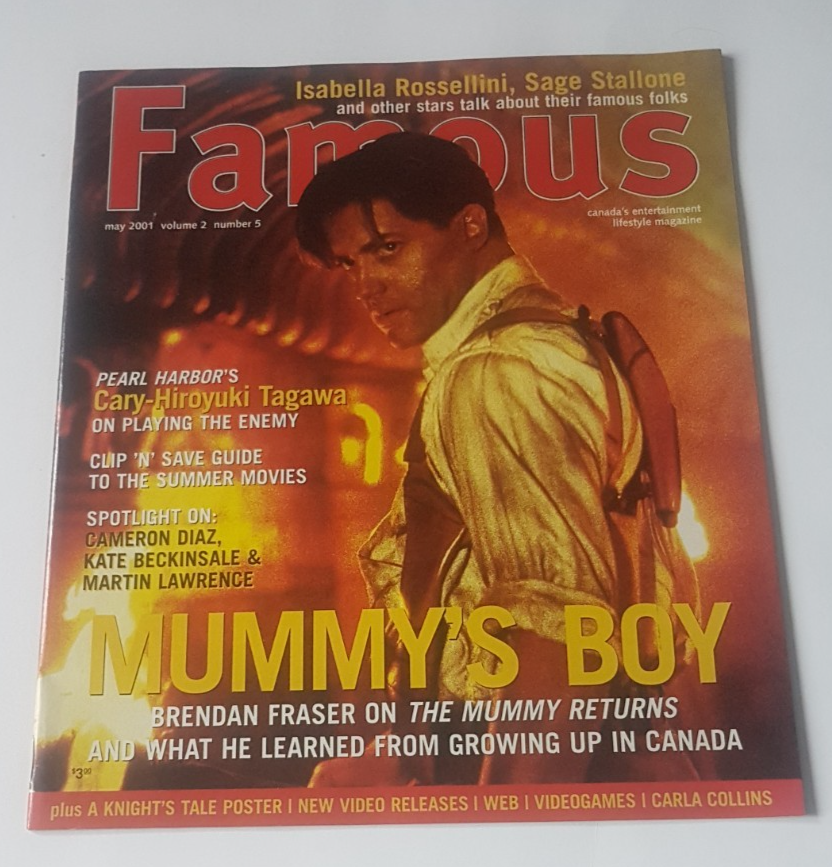 Isabella Rossellini, Sage Stallone
and other stars talk about their famous folks
Famous
may 2001 volume 2 number 5
canada's entertainment
lifestyle magazine
PEARL HARBOR'S
Cary-Hiroyuki Tagawa
ON PLAYING THE ENEMY
CLIP 'N' SAVE GUIDE
TO THE SUMMER MOVIES
SPOTLIGHT ON:
CAMERON DIAZ,
KATE BECKINSALE &
MARTIN LAWRENCE
MUMMY'S BOY
BRENDAN FRASER ON THE MUMMY RETURNS
AND WHAT HE LEARNED FROM GROWING UP IN CANADA
$3.00
plus A KNIGHT'S TALE POSTER | NEW VIDEO RELEASES | WEB | VIDEOGAMES | CARLA COLLINS